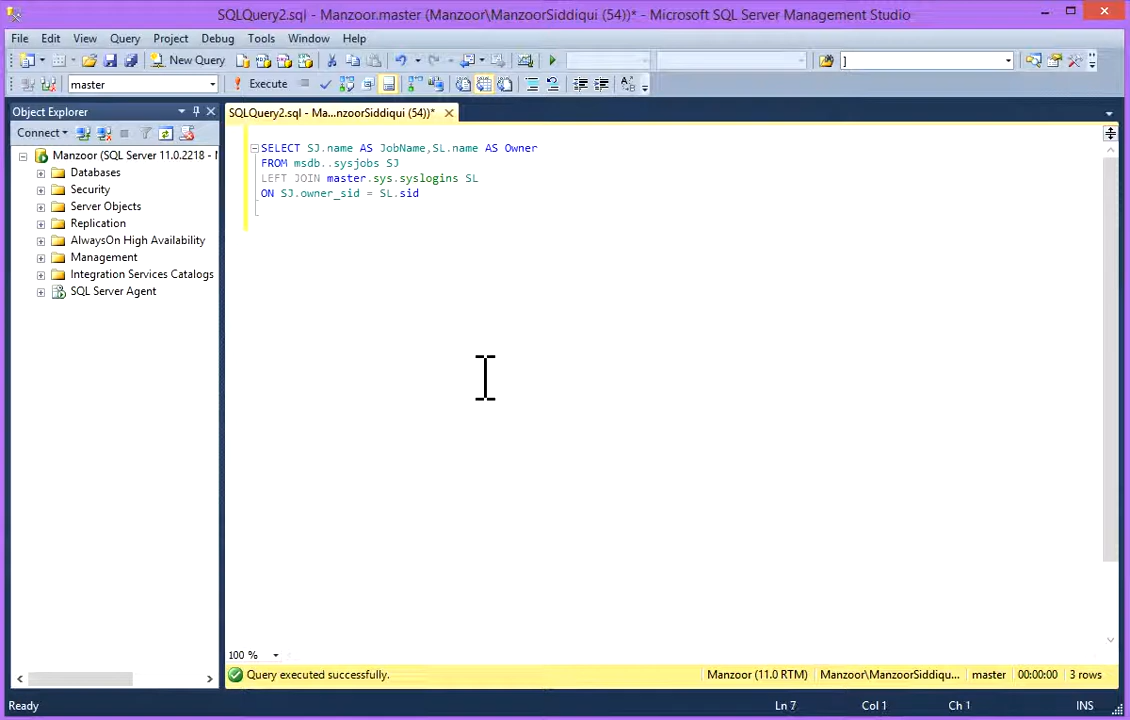 SQLQuery2.sql - Manzoor.master (Manzoor\ManzoorSiddiqui (54))* - Microsoft SQL Server Management Studio
File Edit View Query Project Debug Tools Window Help
New Query ]
master Execute
Object Explorer
SQLQuery2.sql - Ma...nzoorSiddiqui (54))*
Connect
Manzoor (SQL Server 11.0.2218 -
Databases
Security
Server Objects
Replication
AlwaysOn High Availability
Management
Integration Services Catalogs
SQL Server Agent
SELECT SJ.name AS JobName,SL.name AS Owner
FROM msdb..sysjobs SJ
LEFT JOIN master.sys.syslogins SL
ON SJ.owner_sid = SL.sid
100 %
Query executed successfully. Manzoor (11.0 RTM) Manzoor\ManzoorSiddiqu... master 00:00:00 3 rows
Ready Ln 7 Col 1 Ch 1 INS